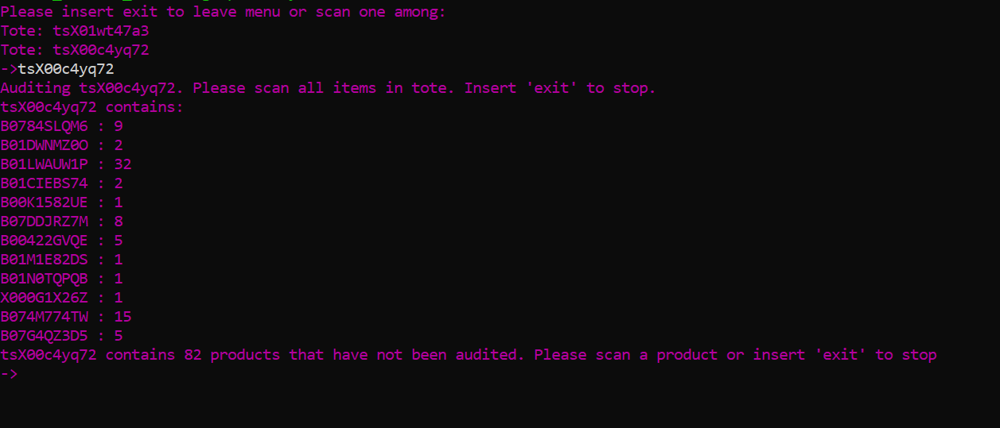 Please insert exit to leave menu or scan one among:
Tote: tsX01wt47a3
Tote: tsX00c4yq72
->tsX00c4yq72
Auditing tsX00c4yq72. Please scan all items in tote. Insert 'exit' to stop.
tsX00c4yq72 contains:
B0784SLQM6 : 9
B01DWNMZ0O : 2
B01LWAUW1P : 32
B01CIEBS74 : 2
B00K1582UE : 1
B07DDJRZ7M : 8
B00422GVQE : 5
B01M1E82DS : 1
B01N0TQPQB : 1
X000G1X26Z : 1
B074M774TW : 15
B07G4QZ3D5 : 5
tsX00c4yq72 contains 82 products that have not been audited. Please scan a product or insert 'exit' to stop
->